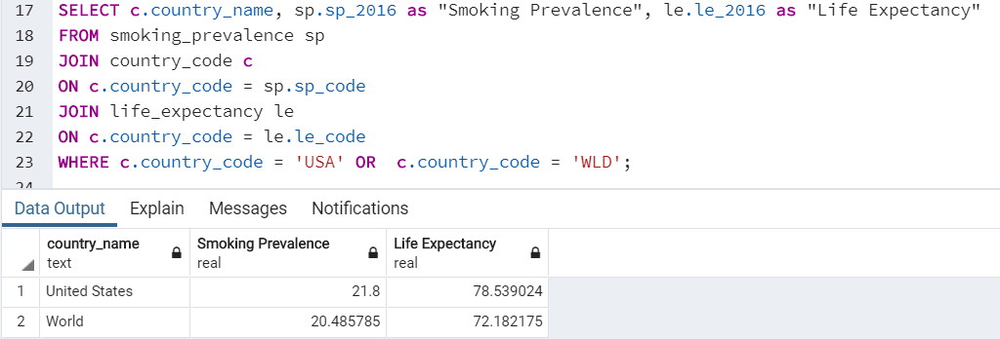 17 SELECT c.country_name, sp.sp_2016 as "Smoking Prevalence", le.le_2016 as "Life Expectancy"
18 FROM smoking_prevalence sp
19 JOIN country_code c
20 ON c.country_code = sp.sp_code
21 JOIN life_expectancy le
22 ON c.country_code = le.le_code
23 WHERE c.country_code = 'USA' OR  c.country_code = 'WLD';
24
Data Output Explain Messages Notifications
country_name Smoking Prevalence Life Expectancy
text real real
1 United States 21.8 78.539024
2 World 20.485785 72.182175